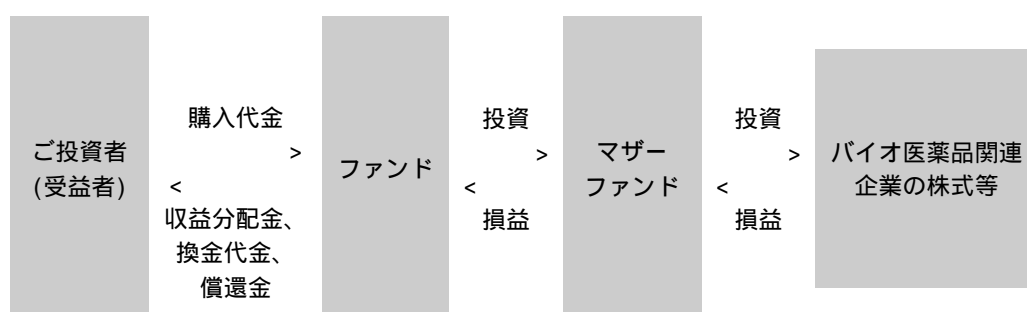 ご投資者
(受益者)
購入代金
>
<
収益分配金、
換金代金、
償還金
ファンド
投資
>
<
損益
マザー
ファンド
投資
>
<
損益
バイオ医薬品関連
企業の株式等